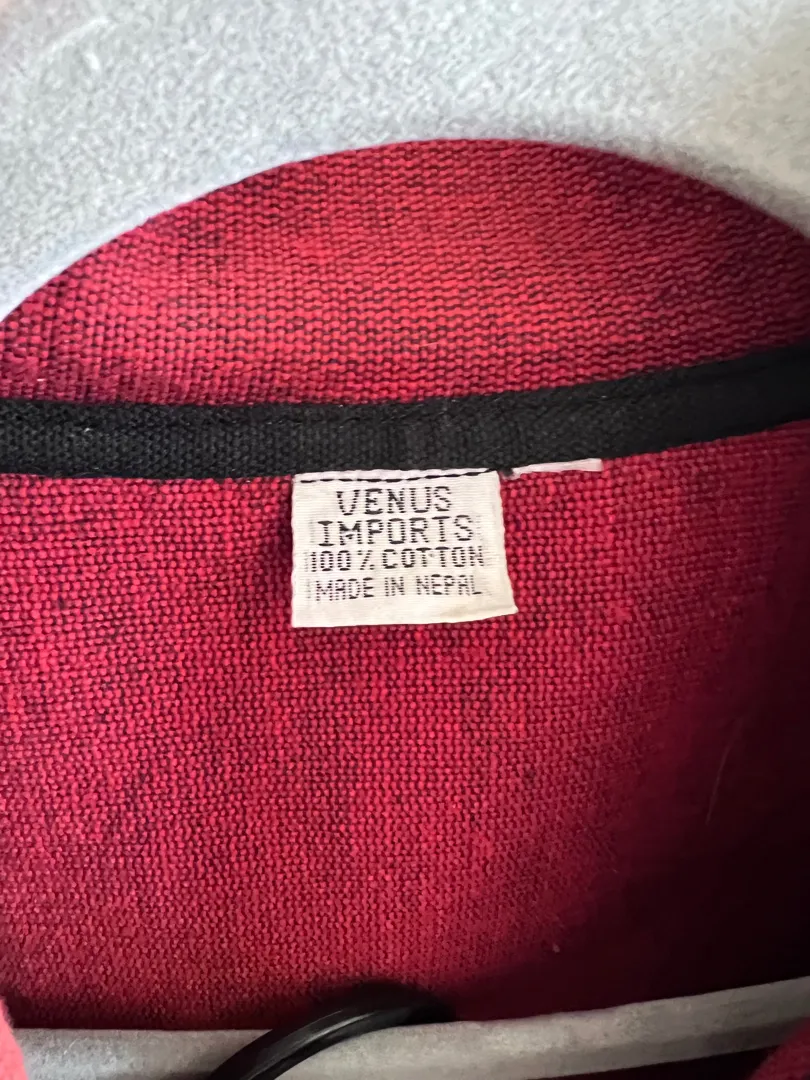 VENUS
IMPORTS
100% COTTON
MADE IN NEPAL